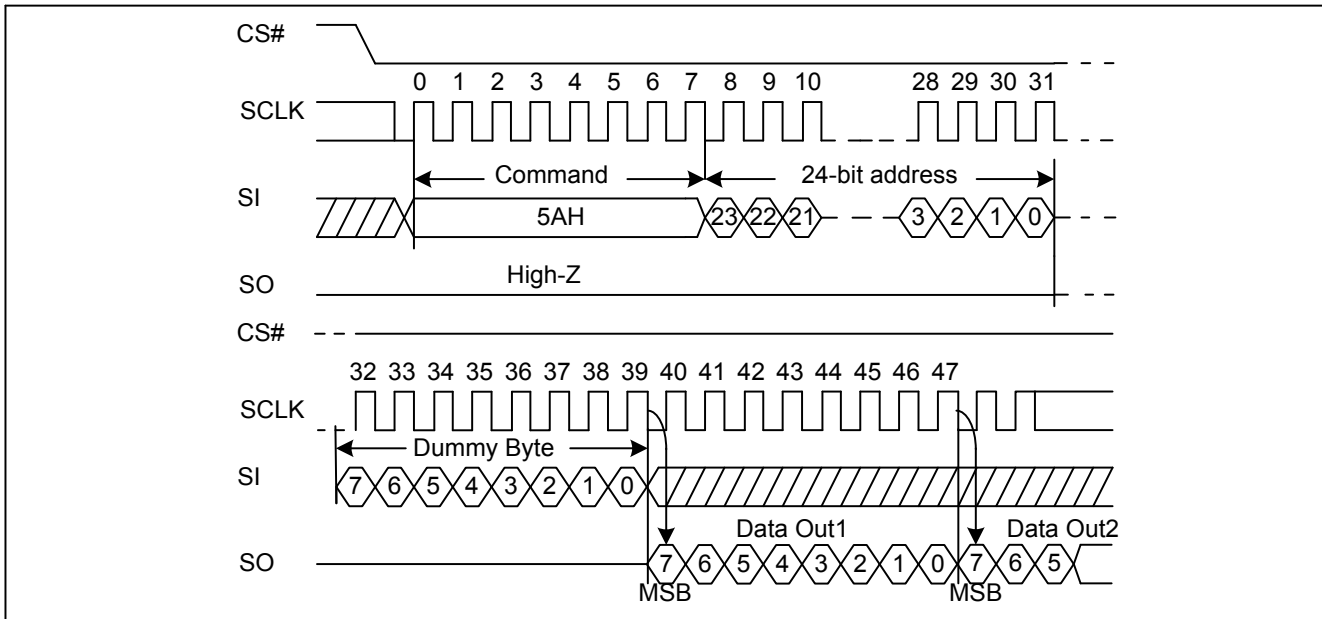 CS#
0 1 2 3 4 5 6 7 8 9 10 28 29 30 31
SCLK
Command 24-bit address
SI
5AH 23 22 21 3 2 1 0
High-Z
SO
CS#
32 33 34 35 36 37 38 39 40 41 42 43 44 45 46 47
SCLK
Dummy Byte
SI
7 6 5 4 3 2 1 0
Data Out1 Data Out2
SO
7 6 5 4 3 2 1 0 7 6 5
MSB MSB